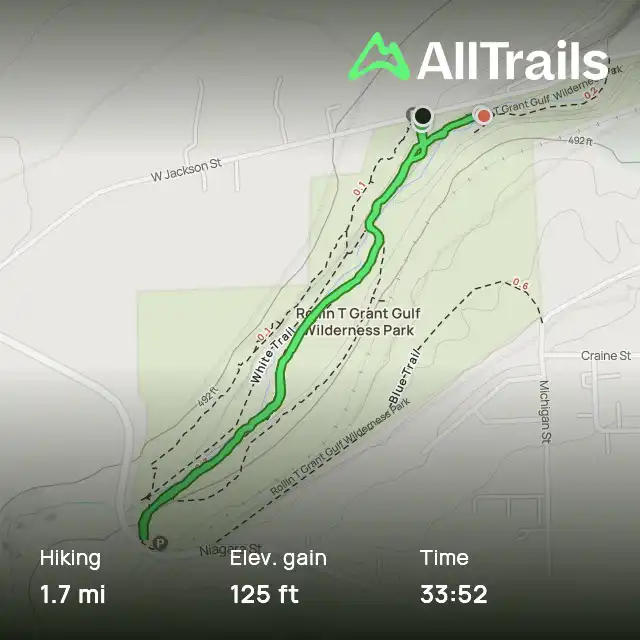 AllTrails
T Grant Gulf Wilderness Park
0.2
492 ft
W Jackson St
0.1
0.6
Rollin T Grant Gulf
Wilderness Park
0.1
White Trail
Blue Trail
Craine St
492 ft
Michigan St
Rollin T Grant Gulf Wilderness Park
P
Niagara St
Hiking
Elev. gain
Time
1.7 mi
125 ft
33:52